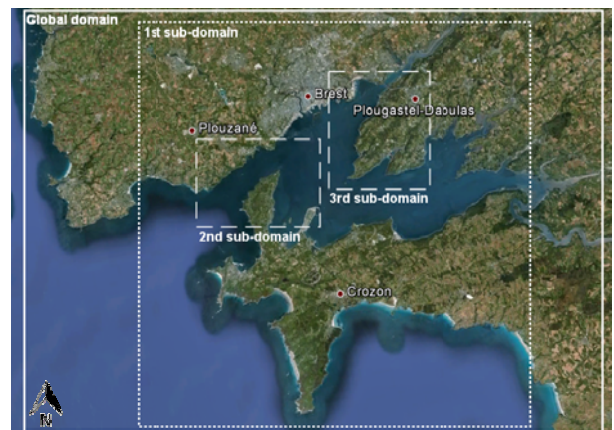 Global domain
1st sub-domain
Brest
Plougastel-Daoulas
Plouzané
3rd sub-domain
2nd sub-domain
Crozon
N